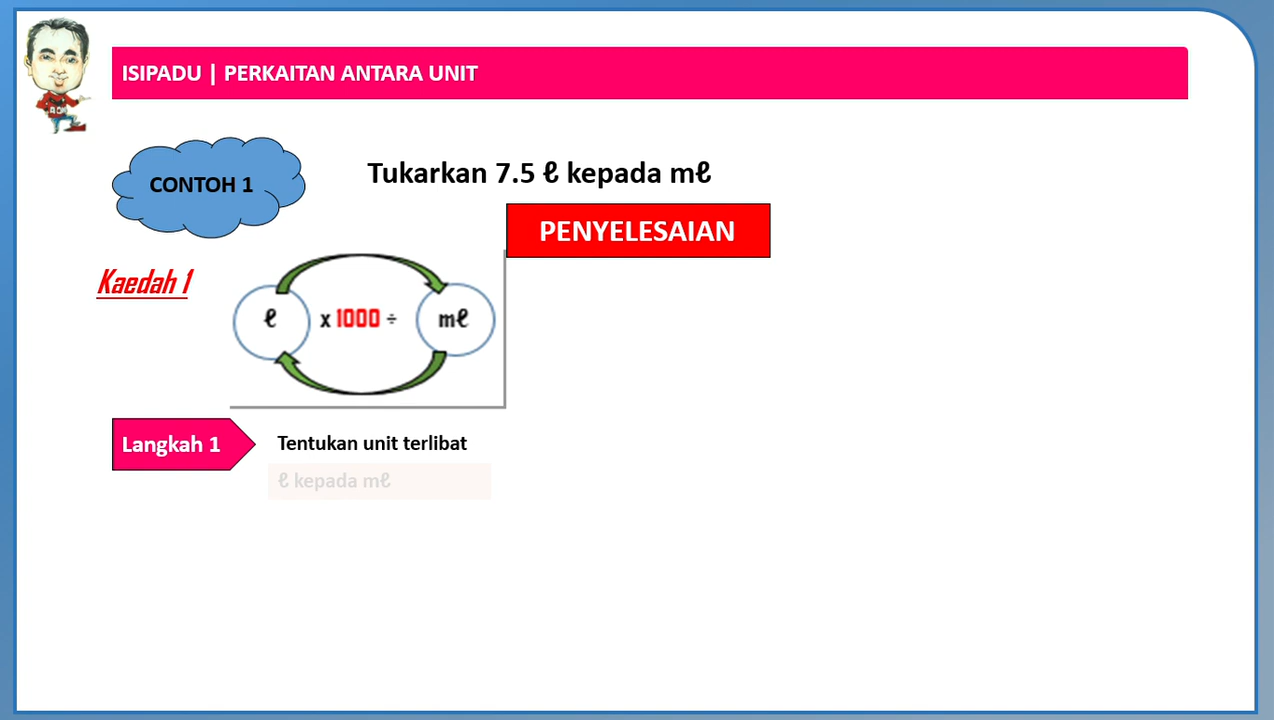 ISIPADU | PERKAITAN ANTARA UNIT
CONTOH 1
Tukarkan 7.5 ℓ kepada mℓ
PENYELESAIAN
Kaedah 1
ℓ x 1000 ÷ mℓ
Langkah 1
Tentukan unit terlibat
ℓ kepada mℓ